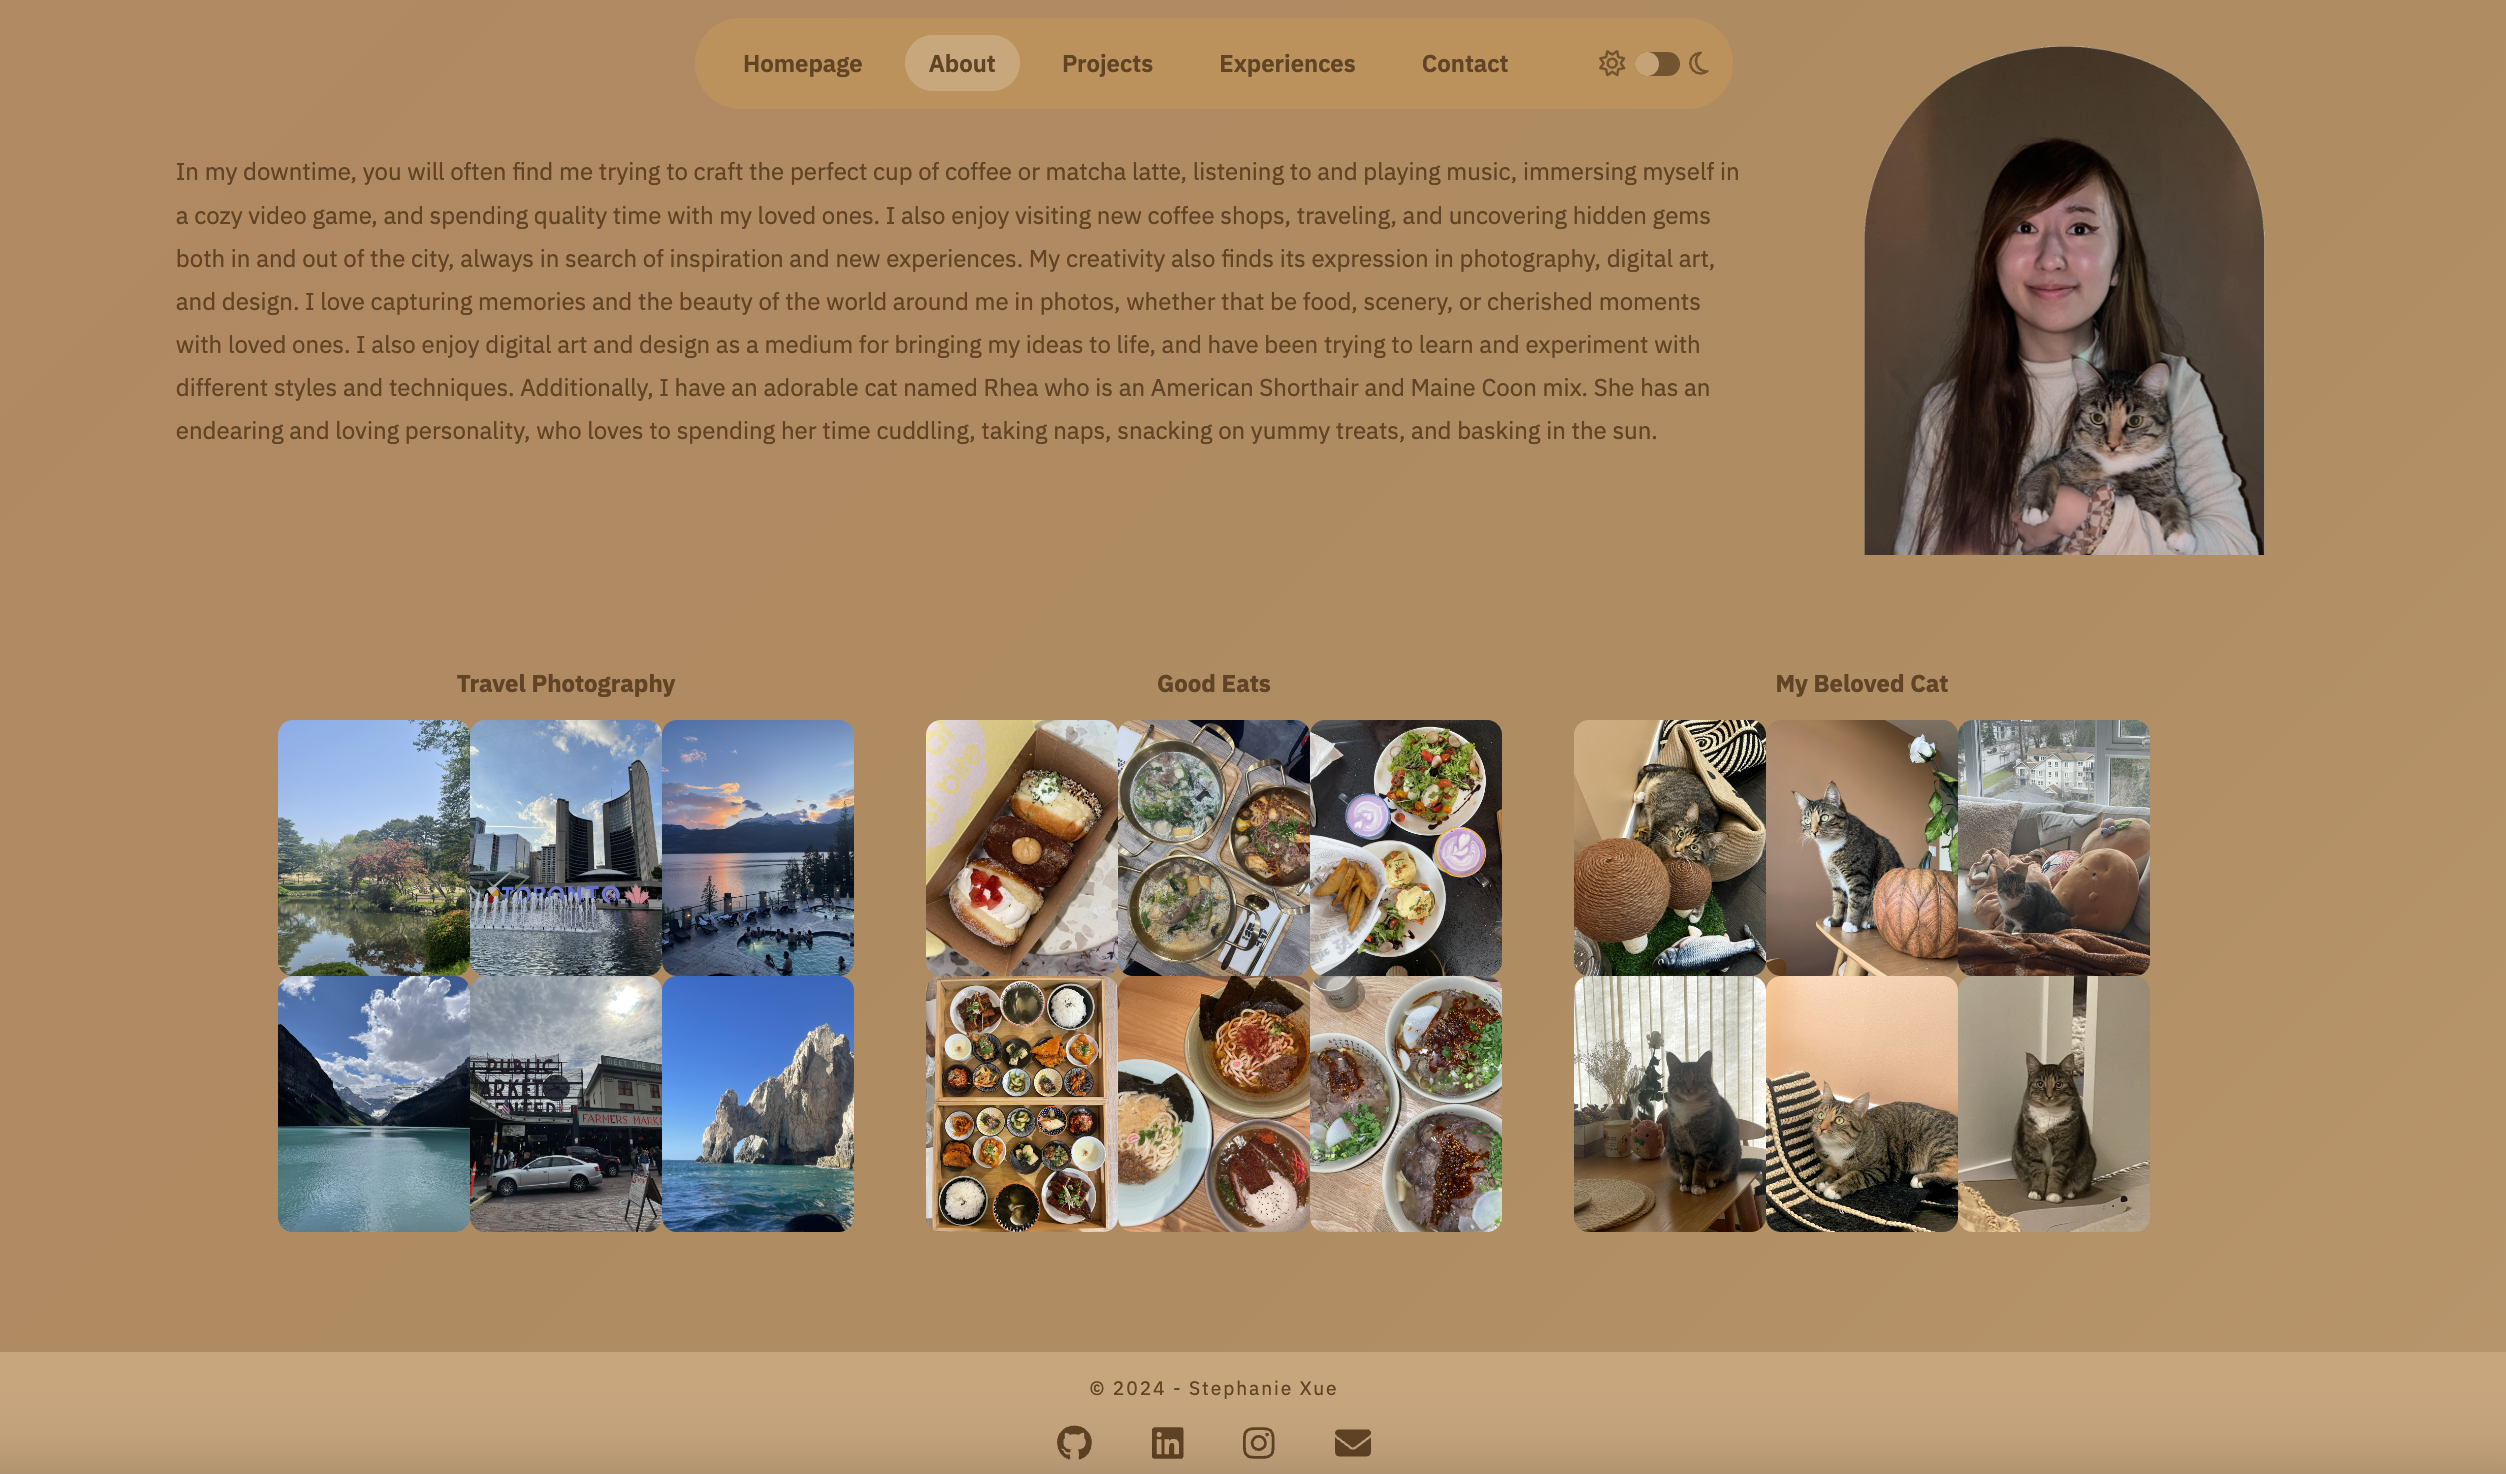 Homepage About Projects Experiences Contact
In my downtime, you will often find me trying to craft the perfect cup of coffee or matcha latte, listening to and playing music, immersing myself in
a cozy video game, and spending quality time with my loved ones. I also enjoy visiting new coffee shops, traveling, and uncovering hidden gems
both in and out of the city, always in search of inspiration and new experiences. My creativity also finds its expression in photography, digital art,
and design. I love capturing memories and the beauty of the world around me in photos, whether that be food, scenery, or cherished moments
with loved ones. I also enjoy digital art and design as a medium for bringing my ideas to life, and have been trying to learn and experiment with
different styles and techniques. Additionally, I have an adorable cat named Rhea who is an American Shorthair and Maine Coon mix. She has an
endearing and loving personality, who loves to spending her time cuddling, taking naps, snacking on yummy treats, and basking in the sun.
Travel Photography
Good Eats
My Beloved Cat
TORONTO
PUBLIC
MEET THE
FARMERS
© 2024 - Stephanie Xue